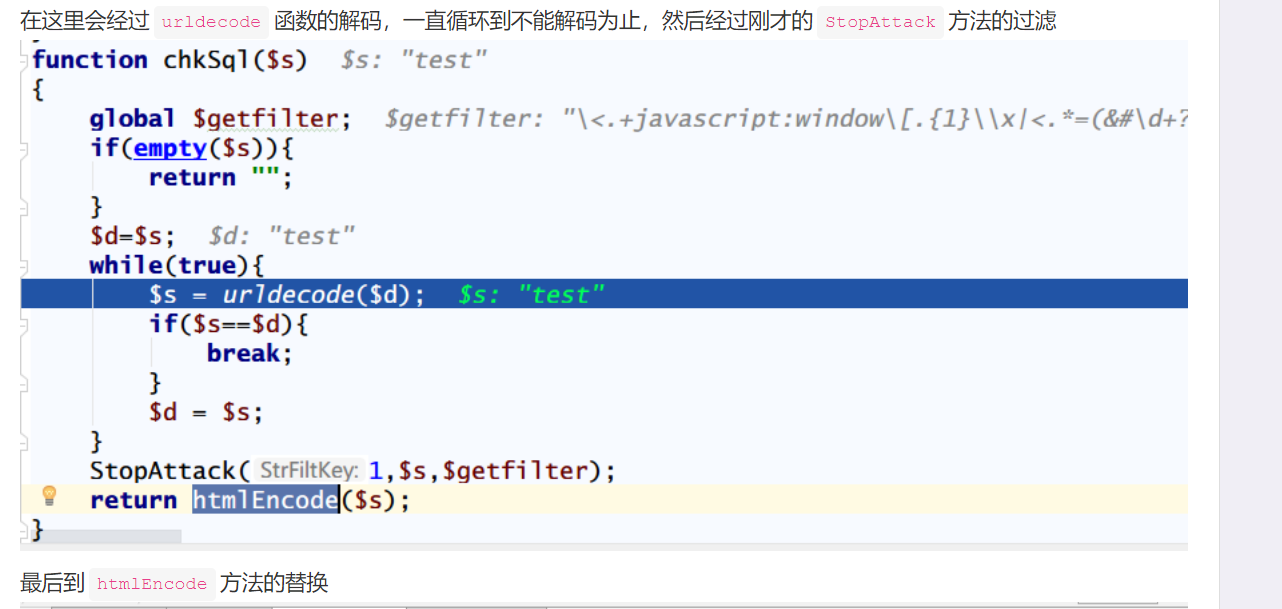 在这里会经过 urldecode 函数的解码，一直循环到不能解码为止，然后经过刚才的 StopAttack 方法的过滤
function chkSql($s) $s: "test"
{
global $getfilter; $getfilter: "\<.+javascript:window\[.{1}\\x|<.*=(&#\d+?
if(empty($s)){
return "";
}
$d=$s; $d: "test"
while(true){
$s = urldecode($d); $s: "test"
if($s==$d){
break;
}
$d = $s;
}
StopAttack( StrFiltKey: 1,$s,$getfilter);
return htmlEncode($s);
}
最后到 htmlEncode 方法的替换